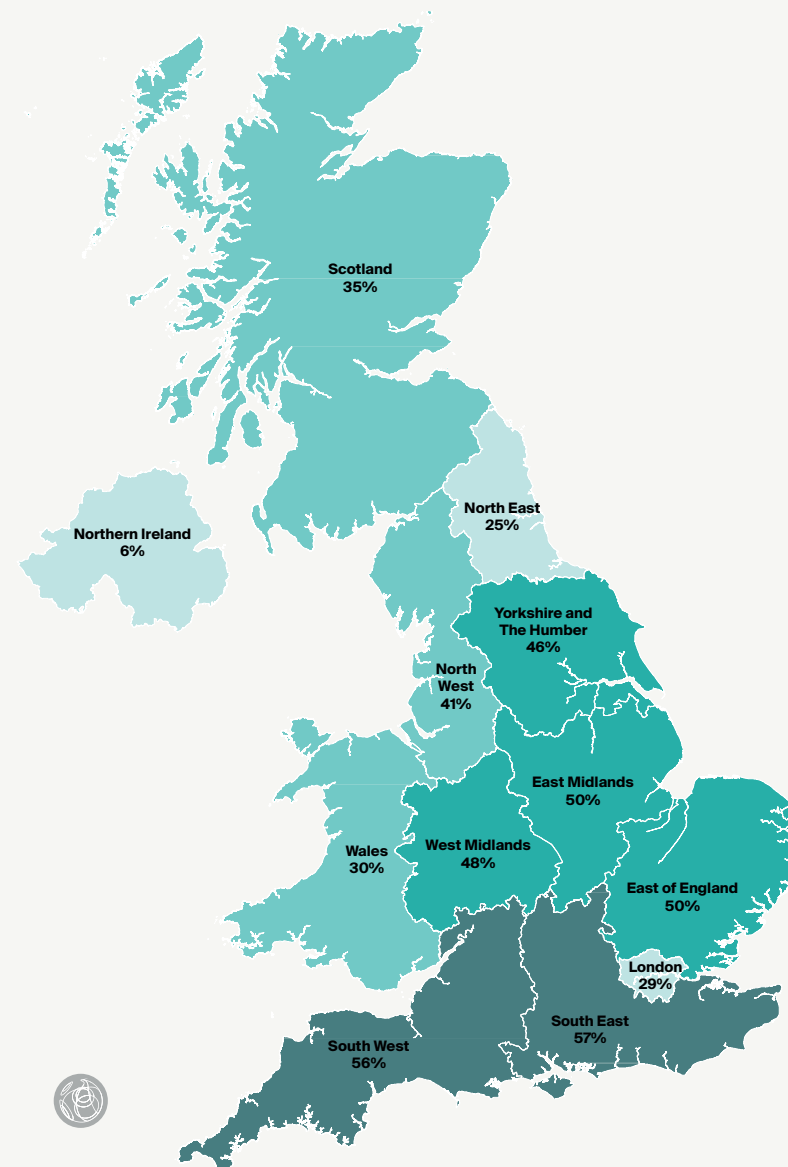 Scotland
35%
North East
25%
Northern Ireland
6%
Yorkshire and
The Humber
46%
North
West
41%
East Midlands
50%
West Midlands
48%
Wales
30%
East of England
50%
London
29%
South East
57%
South West
56%